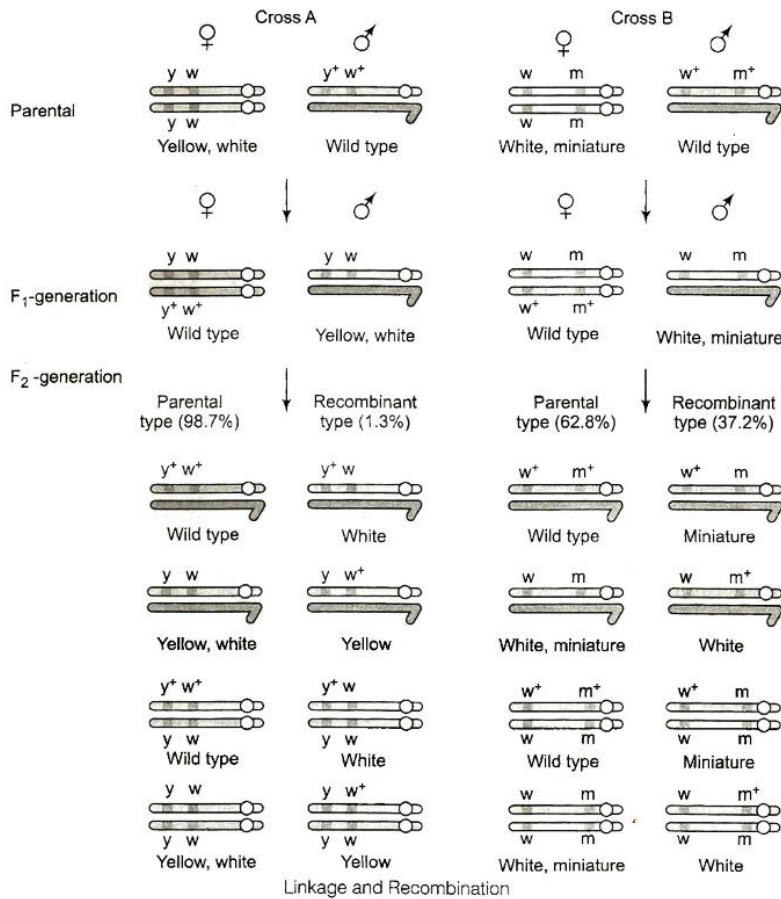 Cross A Cross B
♀ ♂ ♀ ♂
y w y⁺ w⁺ w m w⁺ m⁺
Parental
y w w m
Yellow, white Wild type White, miniature Wild type
♀ ♂ ♀ ♂
y w y w w m w m
F₁-generation
y⁺ w⁺ w⁺ m⁺
Wild type Yellow, white Wild type White, miniature
F₂ -generation
Parental Recombinant Parental Recombinant
type (98.7%) type (1.3%) type (62.8%) type (37.2%)
y⁺ w⁺ y⁺ w w⁺ m⁺ w⁺ m
Wild type White Wild type Miniature
y w y w⁺ w m w m⁺
Yellow, white Yellow White, miniature White
y⁺ w⁺ y⁺ w w⁺ m⁺ w⁺ m
y w y w w m w m
Wild type White Wild type Miniature
y w y w⁺ w m w m⁺
y w y w w m w m
Yellow, white Yellow White, miniature White
Linkage and Recombination